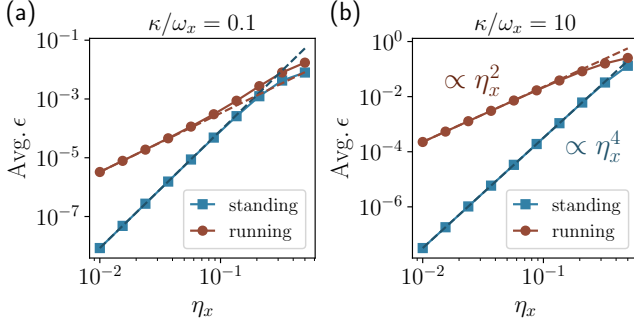 (a)
κ/ω_x = 0.1
Avg. ϵ
10^−1
10^−3
10^−5
10^−7
10^−2
10^−1
η_x
standing
running
(b)
κ/ω_x = 10
Avg. ϵ
10^0
10^−2
10^−4
10^−6
10^−2
10^−1
η_x
∝ η_x^2
∝ η_x^4
standing
running